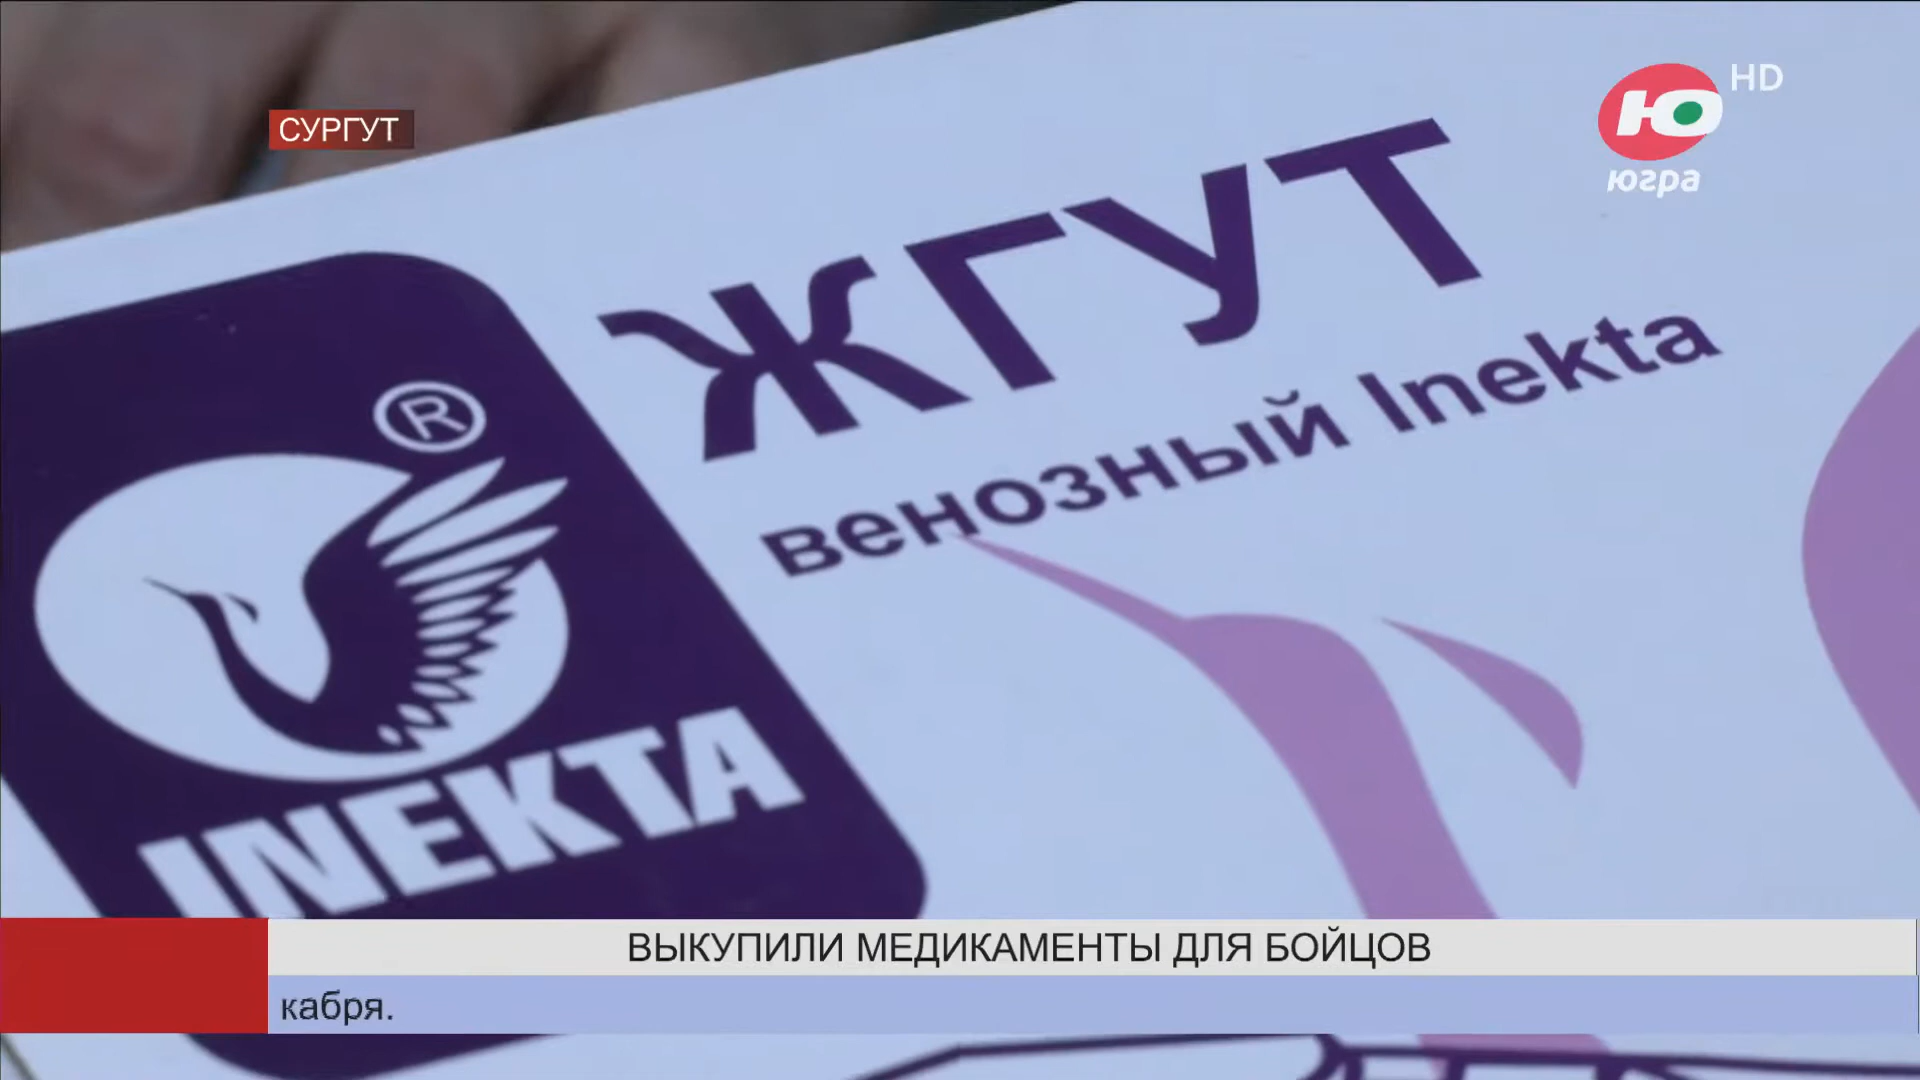 СУРГУТ
HD
Ю
югра
ЖГУТ
венозный Inekta
®
INEKTA
ВЫКУПИЛИ МЕДИКАМЕНТЫ ДЛЯ БОЙЦОВ
кабря.